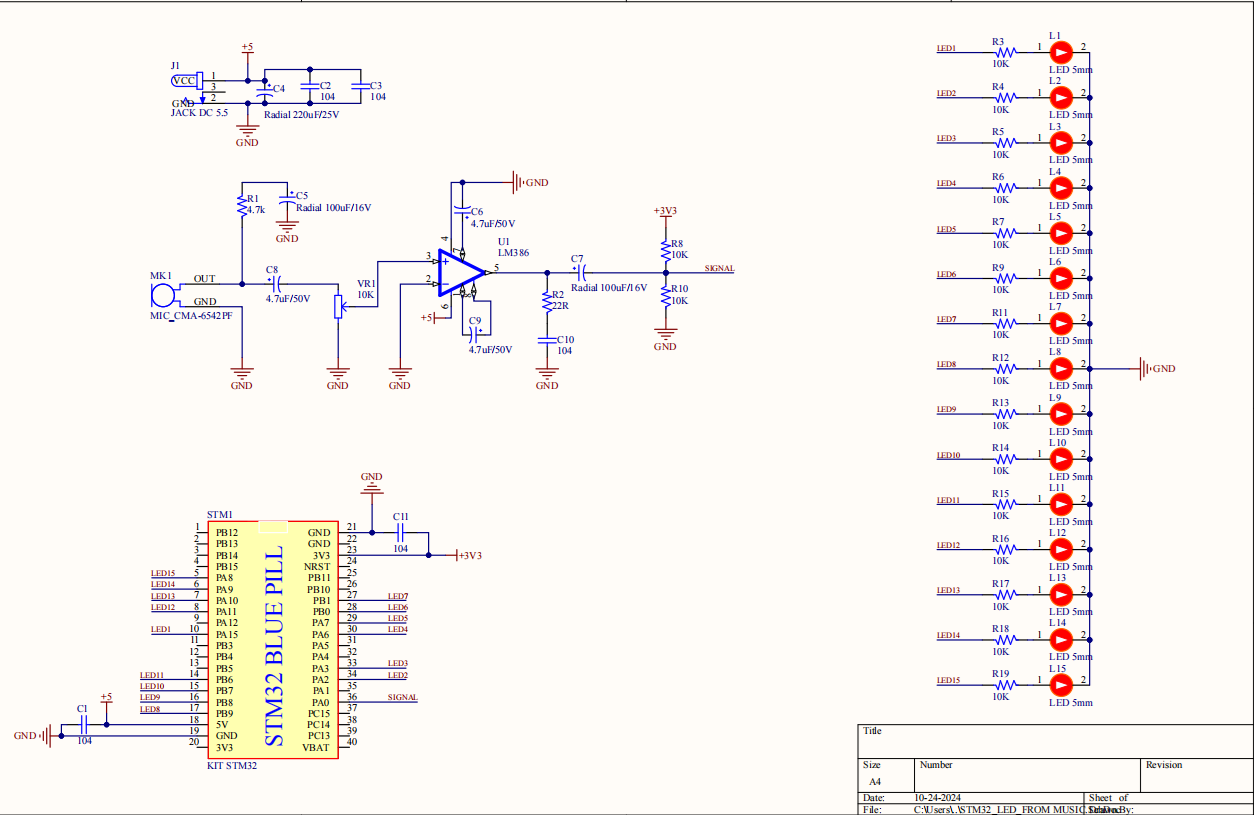 +5
J1
VCC
1
3
2
GND
JACK DC 5.5
C4
Radial 220uF/25V
C2
104
C3
104
GND
R1
4.7k
C5
Radial 100uF/16V
GND
MK1
OUT
GND
MIC_CMA-6542PF
C8
4.7uF/50V
VR1
10K
GND
GND
GND
C6
4.7uF/50V
GND
U1
LM386
3
2
4
7
5
6
1
8
+5
C9
4.7uF/50V
C7
Radial 100uF/16V
R2
22R
C10
104
GND
+3V3
R8
10K
SIGNAL
R10
10K
GND
LED1 R3 10K 1 L1 2 LED 5mm
LED2 R4 10K 1 L2 2 LED 5mm
LED3 R5 10K 1 L3 2 LED 5mm
LED4 R6 10K 1 L4 2 LED 5mm
LED5 R7 10K 1 L5 2 LED 5mm
LED6 R9 10K 1 L6 2 LED 5mm
LED7 R11 10K 1 L7 2 LED 5mm
LED8 R12 10K 1 L8 2 LED 5mm
GND
LED9 R13 10K 1 L9 2 LED 5mm
LED10 R14 10K 1 L10 2 LED 5mm
LED11 R15 10K 1 L11 2 LED 5mm
LED12 R16 10K 1 L12 2 LED 5mm
LED13 R17 10K 1 L13 2 LED 5mm
LED14 R18 10K 1 L14 2 LED 5mm
LED15 R19 10K 1 L15 2 LED 5mm
GND
C11
104
+3V3
STM1
STM32 BLUE PILL
1 PB12 GND 21
2 PB13 GND 22
3 PB14 3V3 23
4 PB15 NRST 24
LED15 5 PA8 PB11 25
LED14 6 PA9 PB10 26
LED13 7 PA10 PB1 27 LED7
LED12 8 PA11 PB0 28 LED6
9 PA12 PA7 29 LED5
LED1 10 PA15 PA6 30 LED4
11 PB3 PA5 31
12 PB4 PA4 32
13 PB5 PA3 33 LED3
LED11 14 PB6 PA2 34 LED2
LED10 15 PB7 PA1 35
LED9 16 PB8 PA0 36 SIGNAL
LED8 17 PB9 PC15 37
18 5V PC14 38
19 GND PC13 39
20 3V3 VBAT 40
KIT STM32
+5
C1
104
GND
Title
Size
A4
Number
Revision
Date: 10-24-2024 Sheet of
File: C:\Users\..\STM32_LED_FROM MUSIC By: